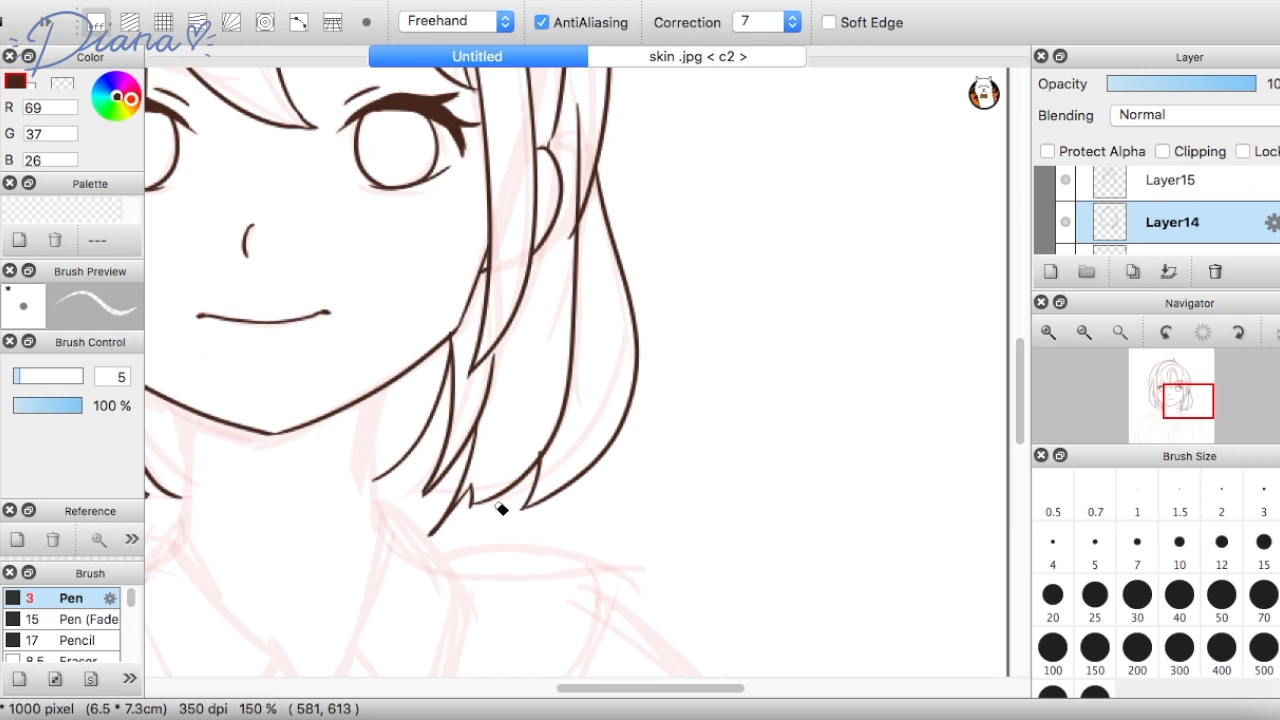 Freehand
AntiAliasing
Correction
7
Soft Edge
Diana
Color
Untitled
skin .jpg < c2 >
Layer
R
69
G
37
B
26
Opacity
10
Blending
Normal
Protect Alpha
Clipping
Lock
Palette
---
Layer15
Layer14
Brush Preview
*
Navigator
Brush Control
5
100 %
Reference
Brush
3
Pen
15
Pen (Fade
17
Pencil
8.5
Eraser
Brush Size
0.5
0.7
1
1.5
2
3
4
5
7
10
12
15
20
25
30
40
50
70
100
150
200
300
400
500
* 1000 pixel (6.5 * 7.3cm) 350 dpi 150 % ( 581, 613 )